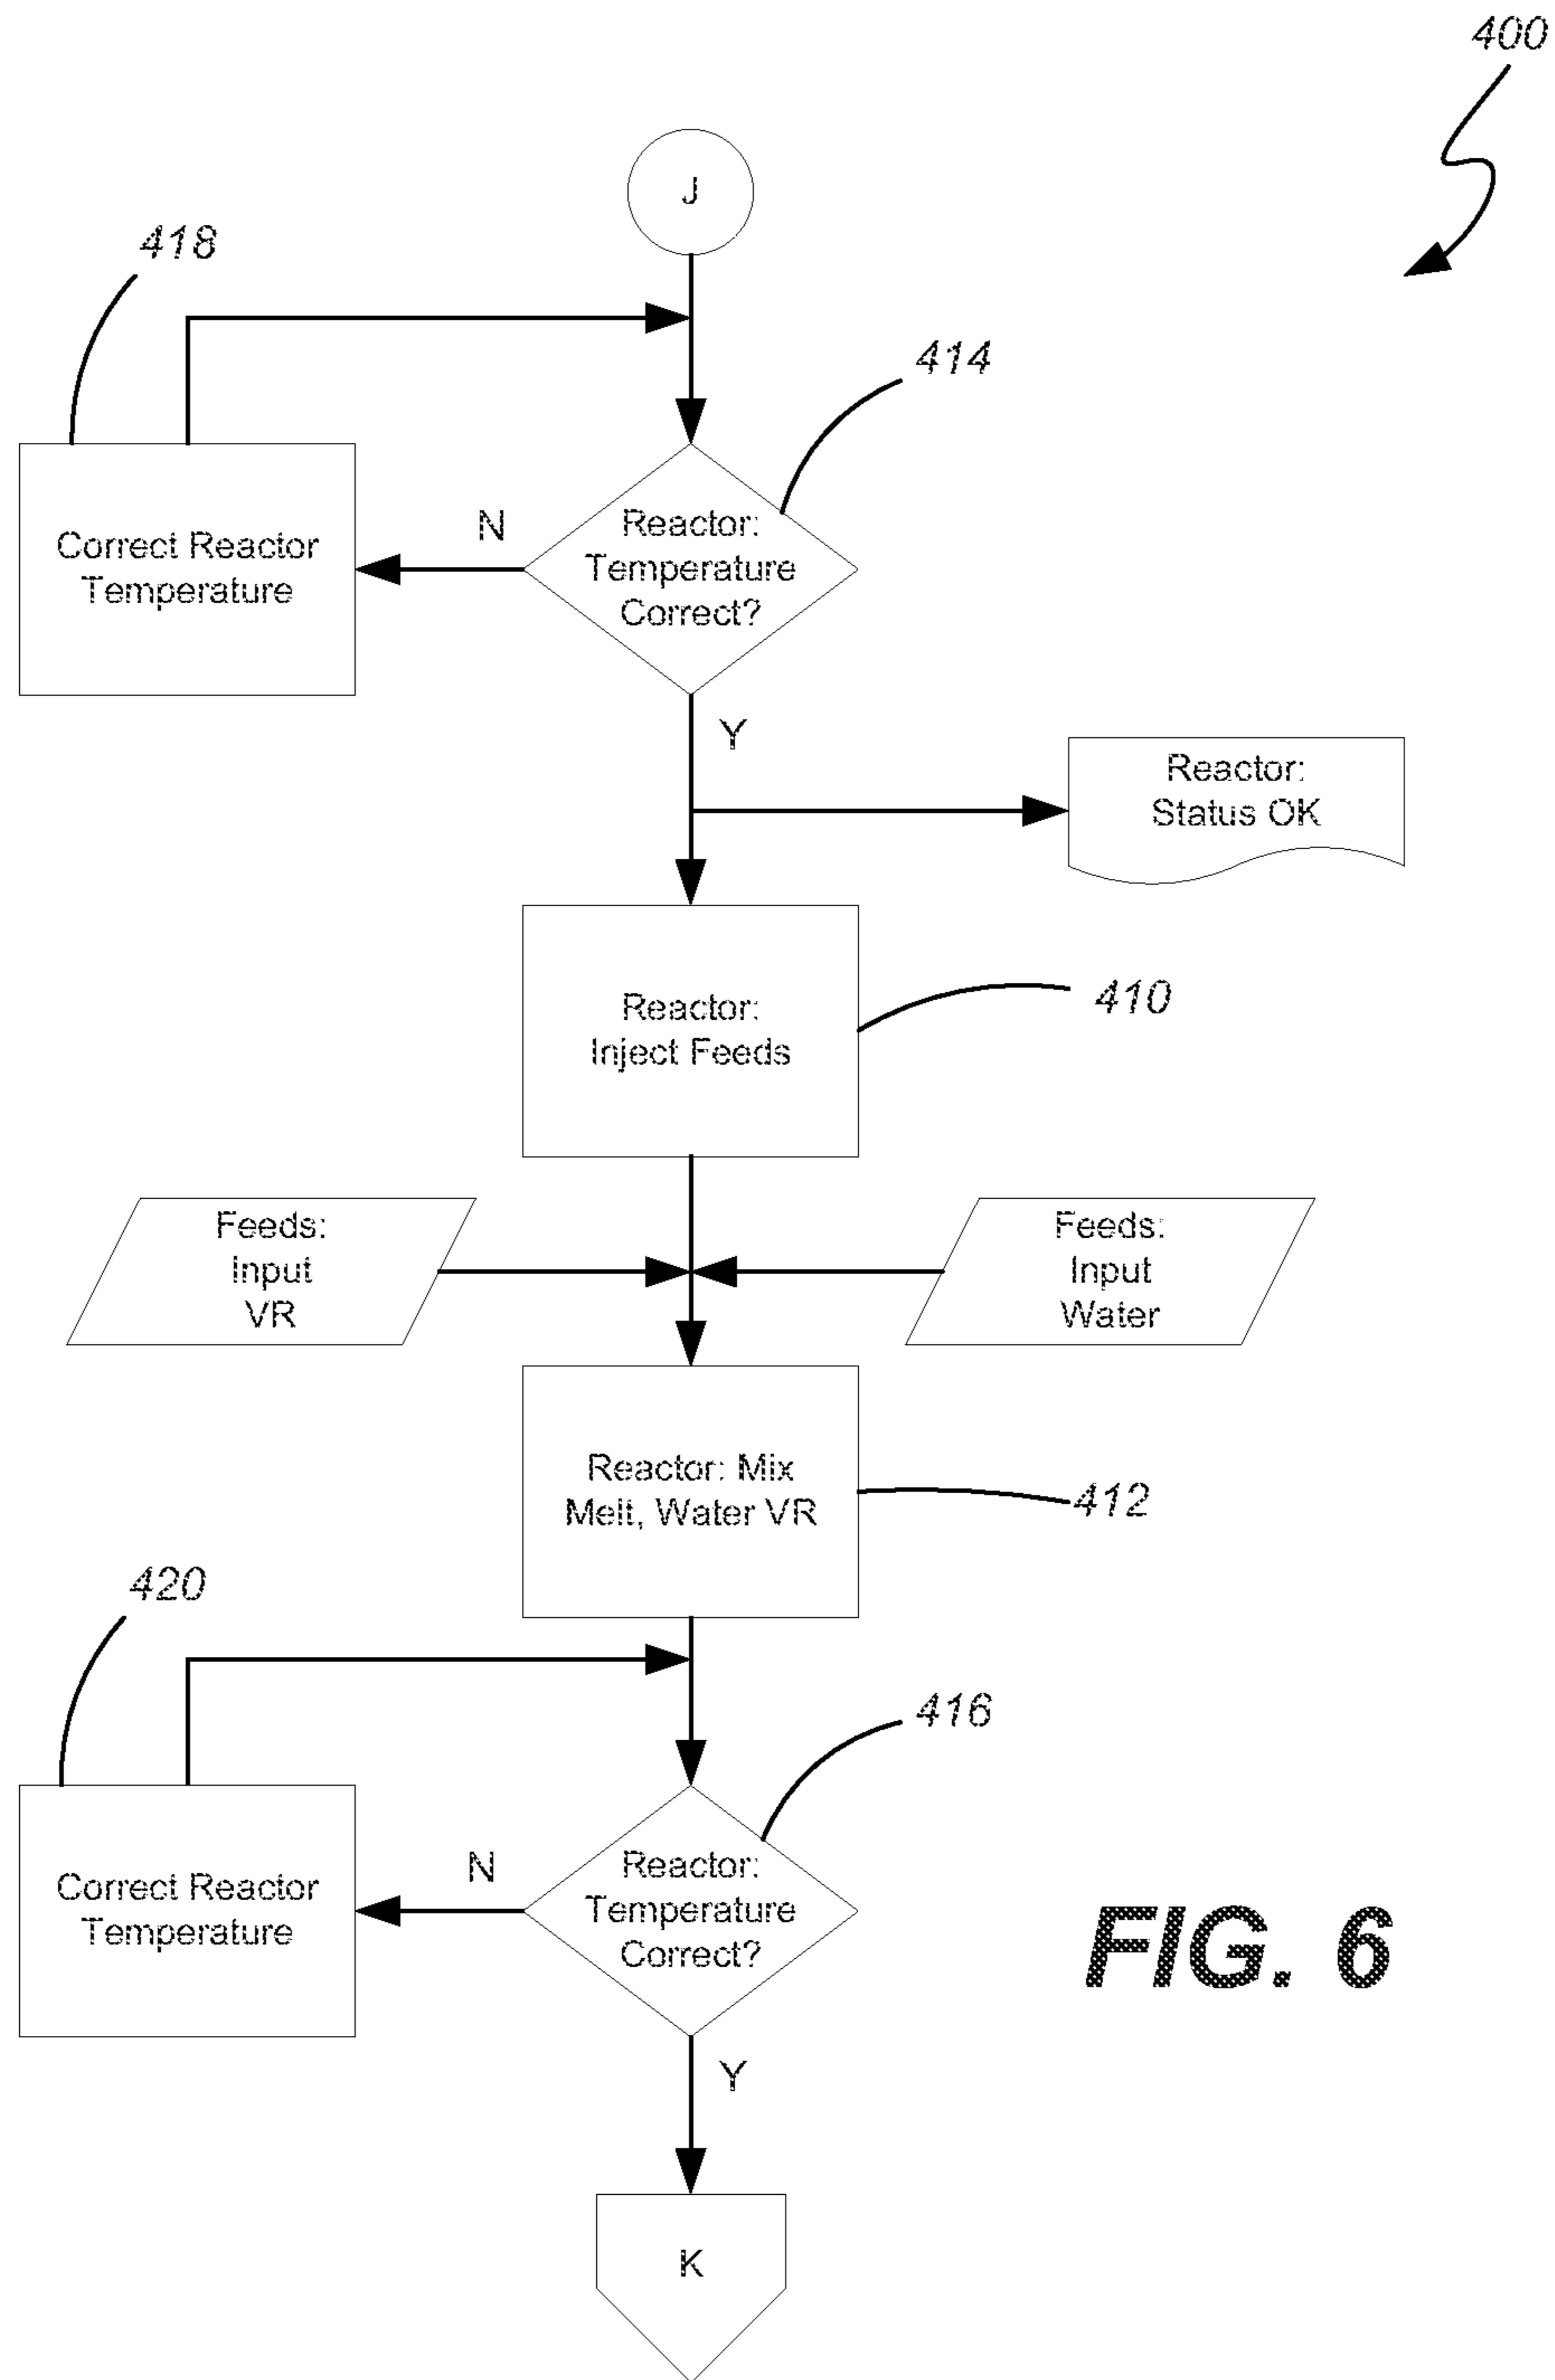 400
J
418
414
Correct Reactor
Temperature
N
Reactor:
Temperature
Correct?
Y
Reactor:
Status OK
Reactor:
Inject Feeds
410
Feeds:
Input
VR
Feeds:
Input
Water
Reactor: Mix
Melt, Water VR
412
420
416
Correct Reactor
Temperature
N
Reactor:
Temperature
Correct?
FIG. 6
Y
K